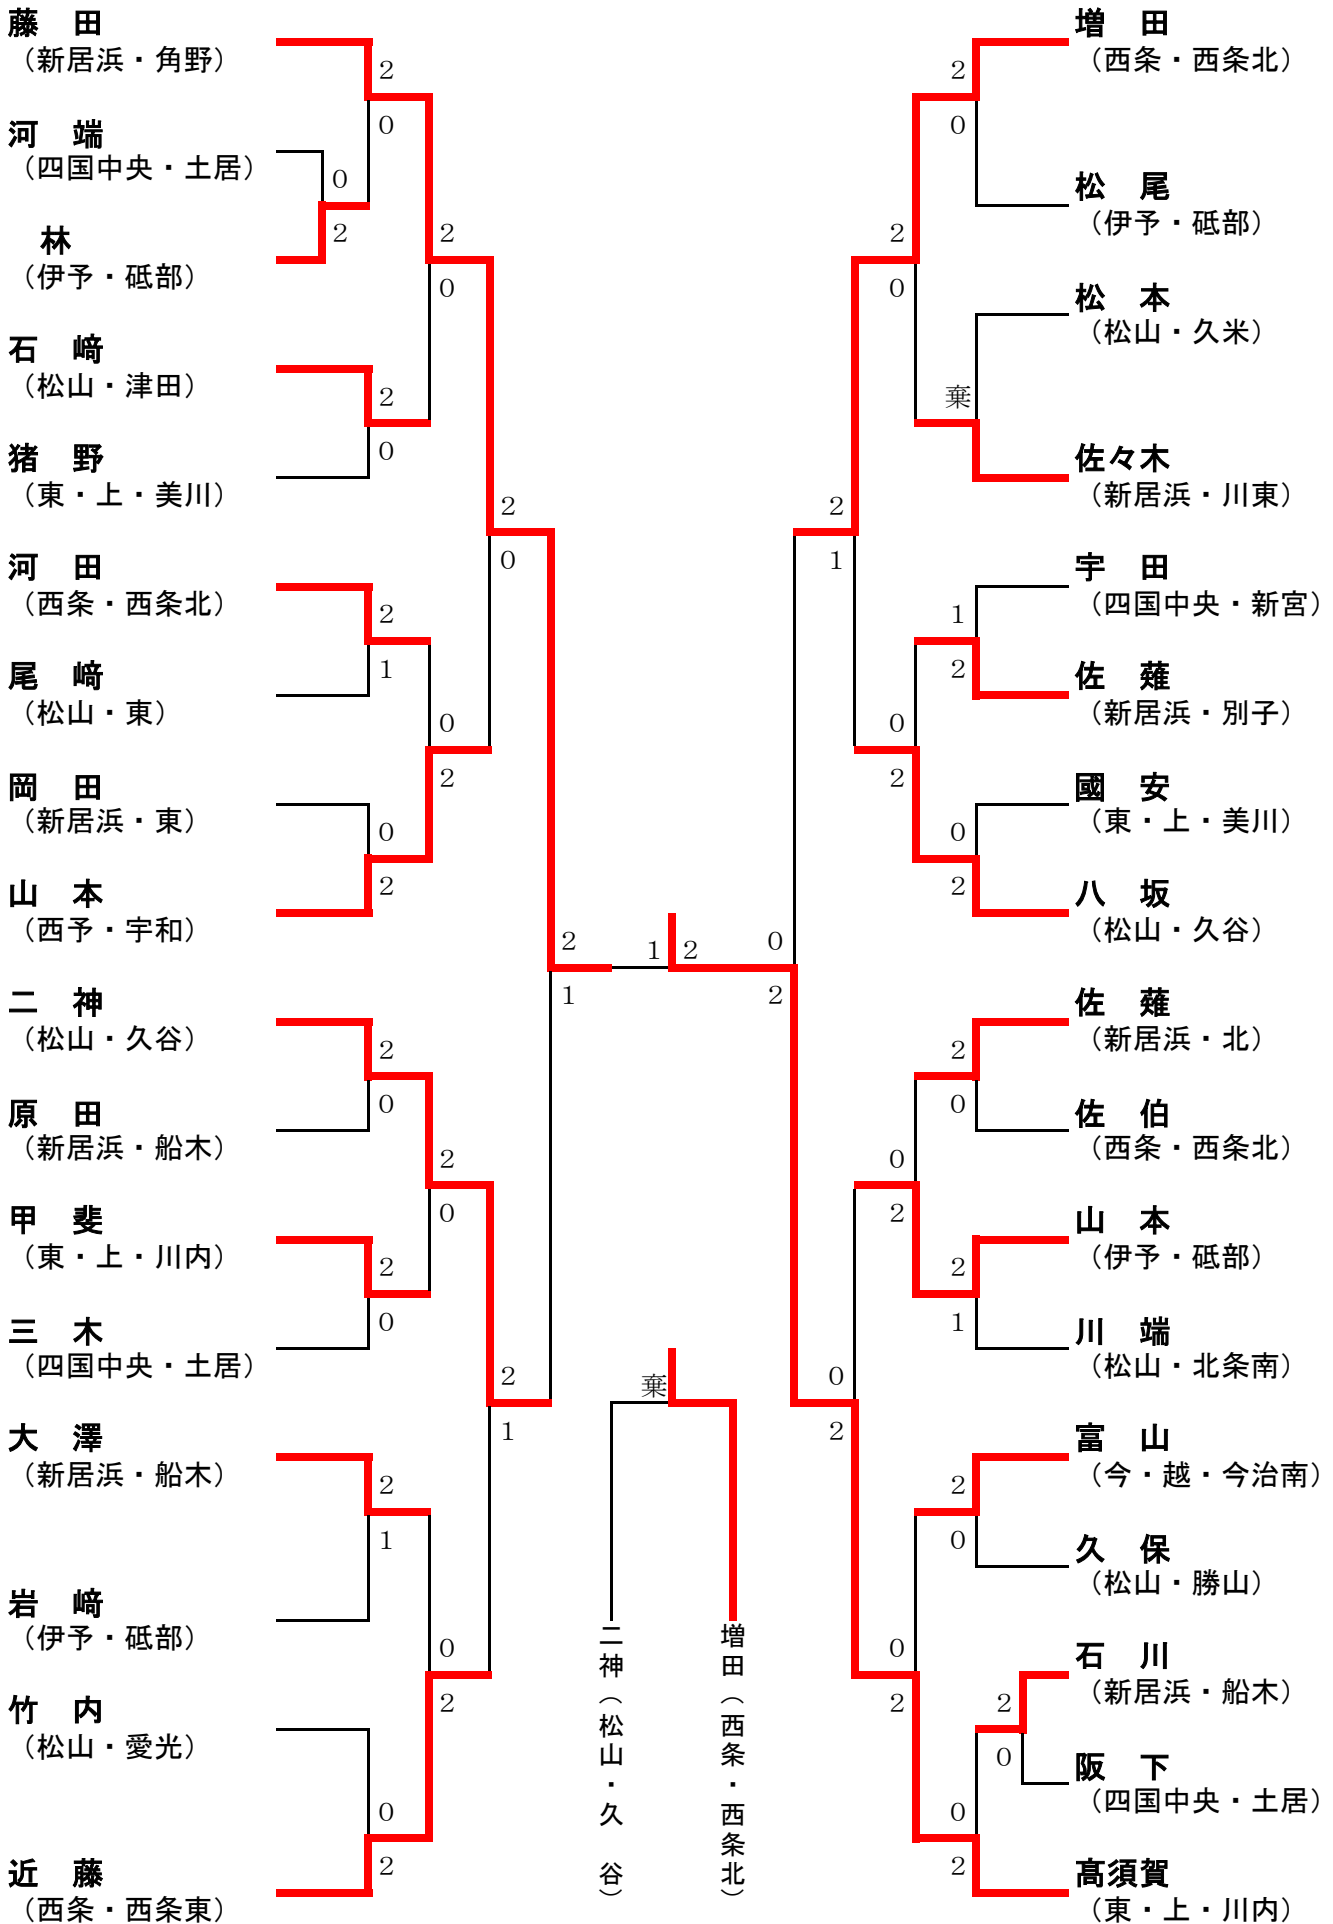 藤　田
（新居浜・角野）
2
0
河　端
（四国中央・土居）
0
2
林
（伊予・砥部）
2
0
石　﨑
（松山・津田）
2
0
猪　野
（東・上・美川）
2
0
河　田
（西条・西条北）
2
1
尾　﨑
（松山・東）
0
2
岡　田
（新居浜・東）
0
2
山　本
（西予・宇和）
2
1
二　神
（松山・久谷）
2
0
原　田
（新居浜・船木）
2
0
甲　斐
（東・上・川内）
2
0
三　木
（四国中央・土居）
2
1
大　澤
（新居浜・船木）
2
1
岩　﨑
（伊予・砥部）
0
2
竹　内
（松山・愛光）
0
2
近　藤
（西条・西条東）
1 2
棄
二神（松山・久　谷）
増田（西条・西条北）
増　田
（西条・西条北）
2
0
松　尾
（伊予・砥部）
2
0
松　本
（松山・久米）
棄
佐々木
（新居浜・川東）
2
1
宇　田
（四国中央・新宮）
1
2
佐　薙
（新居浜・別子）
0
2
國　安
（東・上・美川）
0
2
八　坂
（松山・久谷）
0
2
佐　薙
（新居浜・北）
2
0
佐　伯
（西条・西条北）
0
2
山　本
（伊予・砥部）
2
1
川　端
（松山・北条南）
0
2
富　山
（今・越・今治南）
2
0
久　保
（松山・勝山）
0
2
石　川
（新居浜・船木）
2
0
阪　下
（四国中央・土居）
0
2
髙須賀
（東・上・川内）